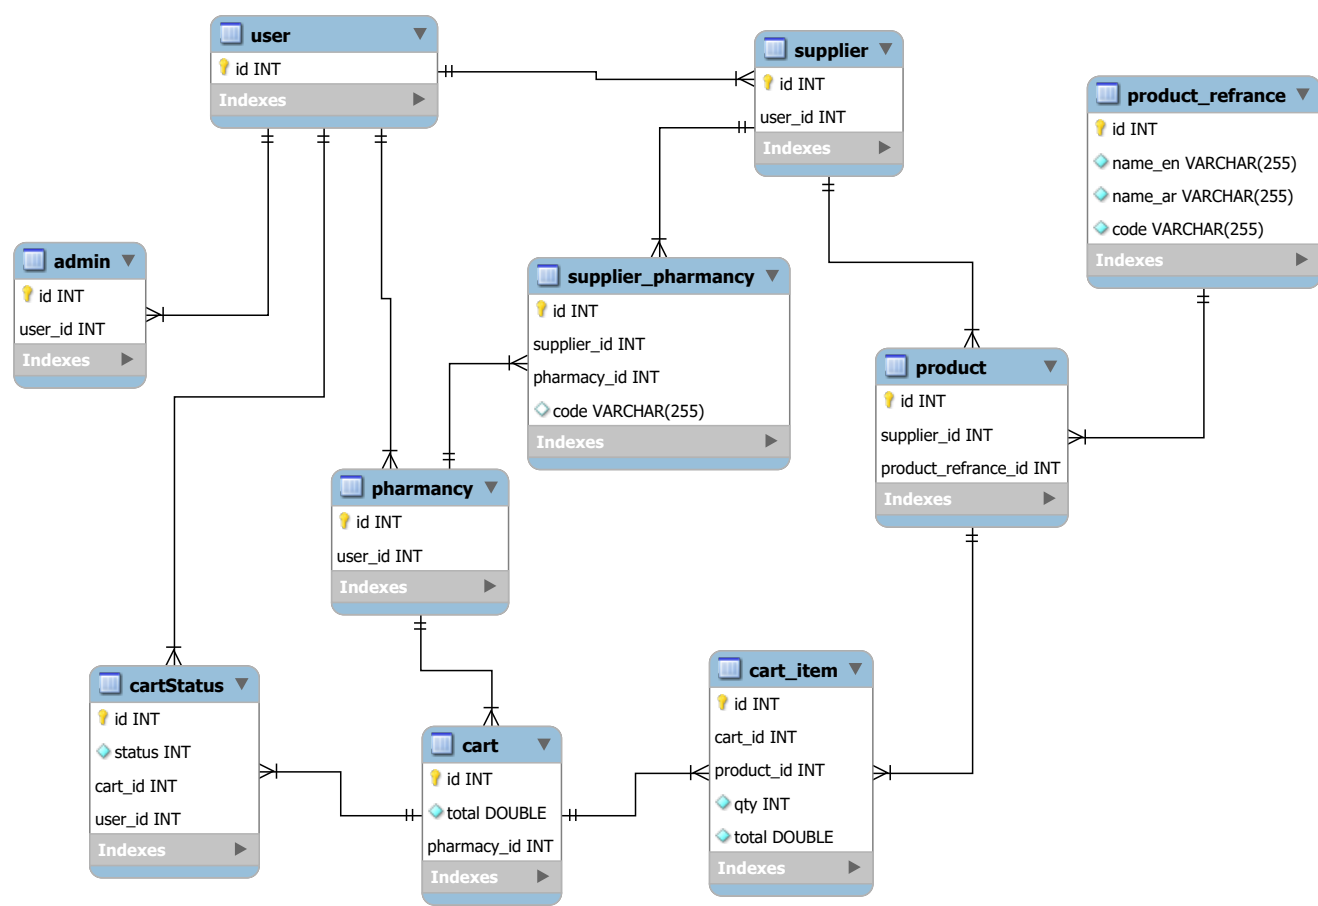 user
id INT
Indexes
supplier
id INT
user_id INT
Indexes
product_refrance
id INT
name_en VARCHAR(255)
name_ar VARCHAR(255)
code VARCHAR(255)
Indexes
admin
id INT
user_id INT
Indexes
supplier_pharmancy
id INT
supplier_id INT
pharmacy_id INT
code VARCHAR(255)
Indexes
product
id INT
supplier_id INT
product_refrance_id INT
Indexes
pharmancy
id INT
user_id INT
Indexes
cartStatus
id INT
status INT
cart_id INT
user_id INT
Indexes
cart
id INT
total DOUBLE
pharmacy_id INT
Indexes
cart_item
id INT
cart_id INT
product_id INT
qty INT
total DOUBLE
Indexes